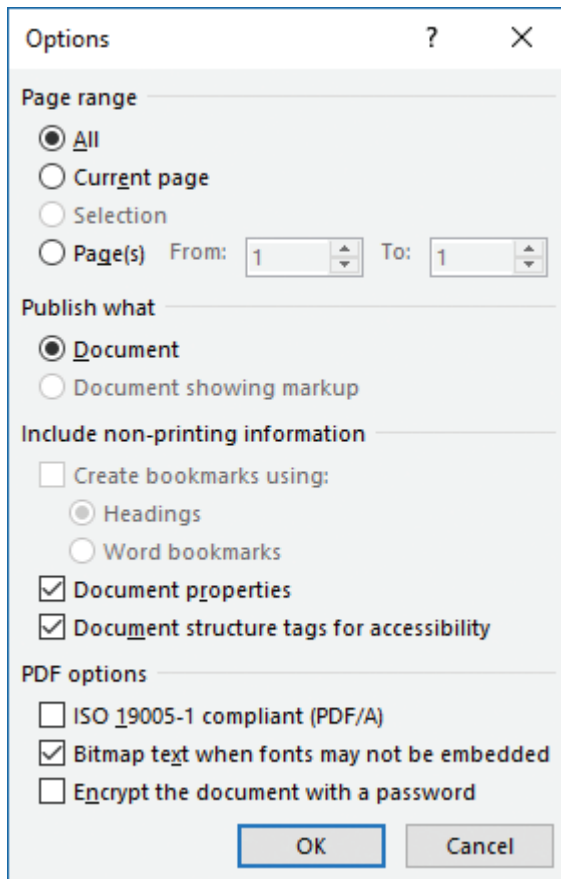 Options ?
Page range
All
Current page
Selection
Page(s) From: 1 To: 1
Publish what
Document
Document showing markup
Include non-printing information
Create bookmarks using:
Headings
Word bookmarks
Document properties
Document structure tags for accessibility
PDF options
ISO 19005-1 compliant (PDF/A)
Bitmap text when fonts may not be embedded
Encrypt the document with a password
OK Cancel